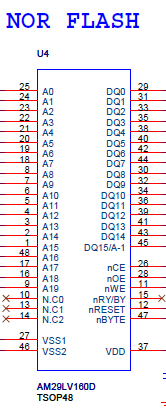 NOR FLASH
U4
25 A0 DQ0 29
24 A1 DQ1 31
23 A2 DQ2 33
22 A3 DQ3 35
21 A4 DQ4 38
20 A5 DQ5 40
19 A6 DQ6 42
18 A7 DQ7 44
8 A8 DQ8 30
7 A9 DQ9 32
6 A10 DQ10 34
5 A11 DQ11 36
4 A12 DQ12 39
3 A13 DQ13 41
2 A14 DQ14 43
1 A15 DQ15/A-1 45
48 A16
17 A17 nCE 26
16 A18 nOE 28
9 A19 nWE 11
10 N.C0 nRY/BY 15
13 N.C1 nRESET 12
14 N.C2 nBYTE 47
27 VSS1
46 VSS2 VDD 37
AM29LV160D
TSOP48